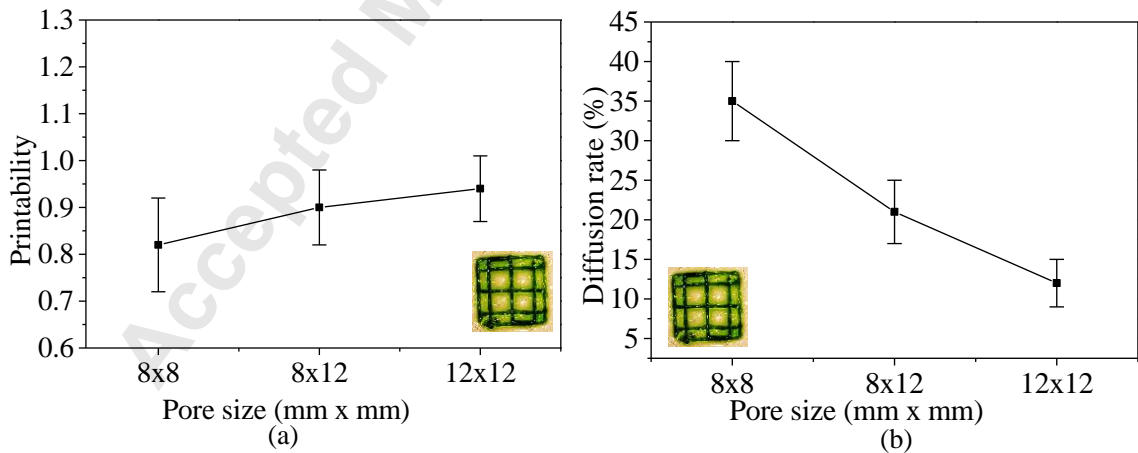 1.3
1.2
1.1
1.0
0.9
0.8
0.7
0.6
Printability
8x8
8x12
12x12
Pore size (mm x mm)
(a)
Accepted M
45
40
35
30
25
20
15
10
5
Diffusion rate (%)
8x8
8x12
12x12
Pore size (mm x mm)
(b)